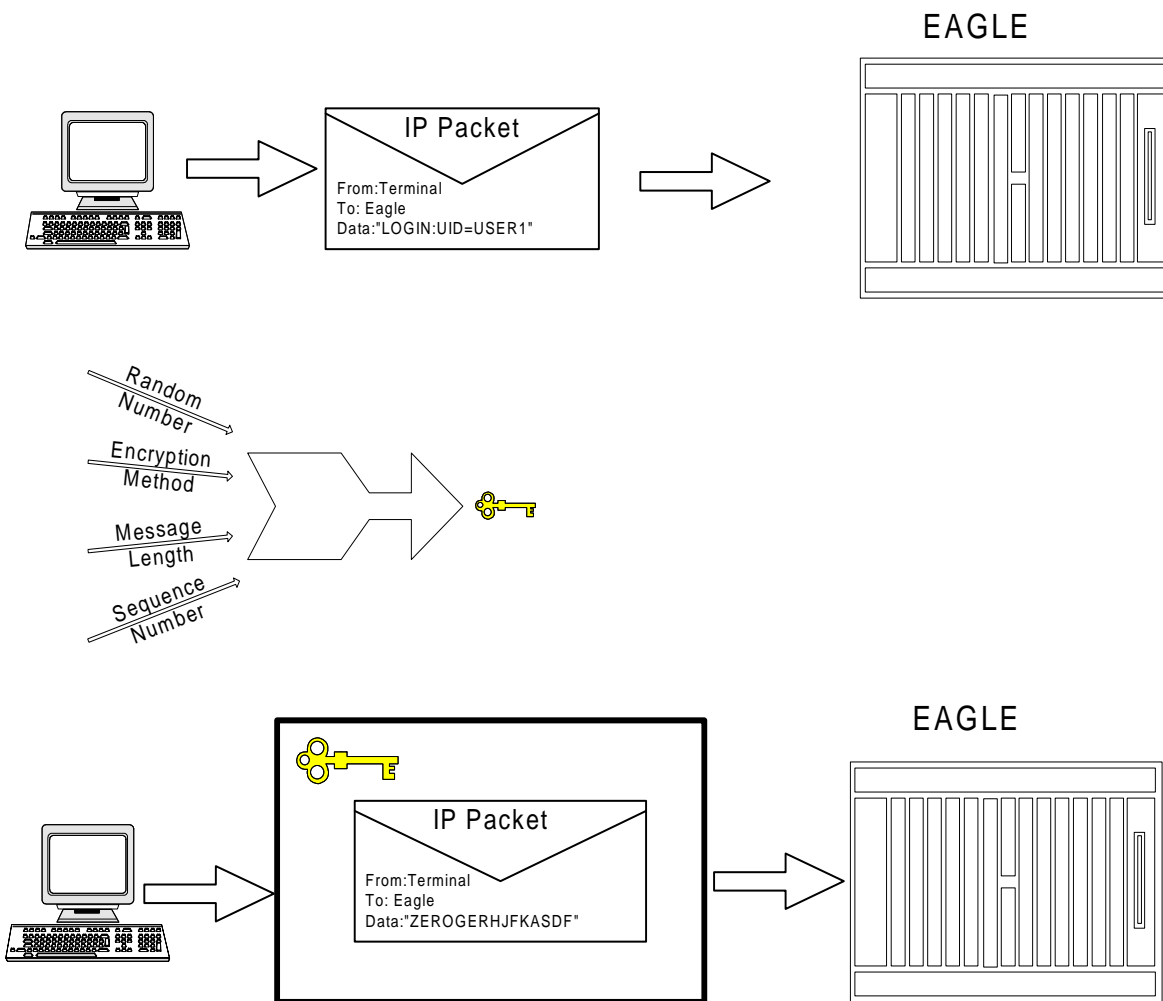 EAGLE
IP Packet
From:Terminal
To: Eagle
Data:"LOGIN:UID=USER1"
Random
Number
Encryption
Method
Message
Length
Sequence
Number
EAGLE
IP Packet
From:Terminal
To: Eagle
Data:"ZEROGERHJFKASDF"